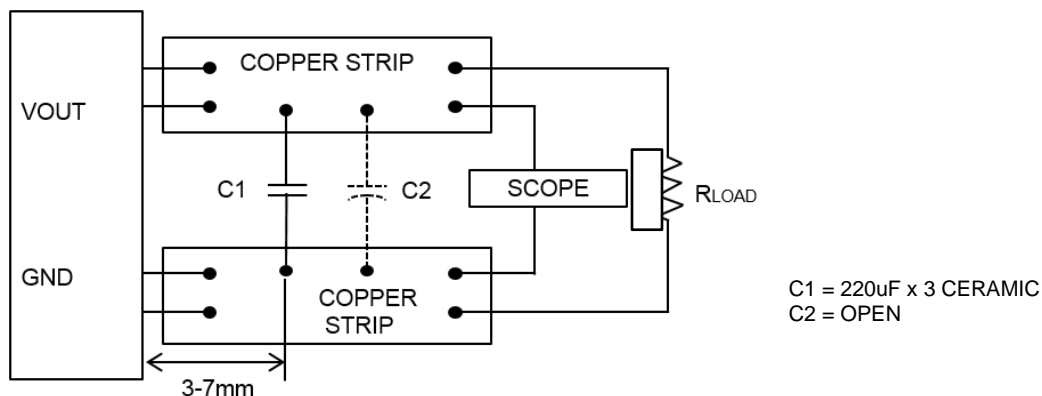 COPPER STRIP
VOUT
C1
C2
SCOPE
RLOAD
GND
COPPER
STRIP
C1 = 220uF x 3 CERAMIC
C2 = OPEN
3-7mm